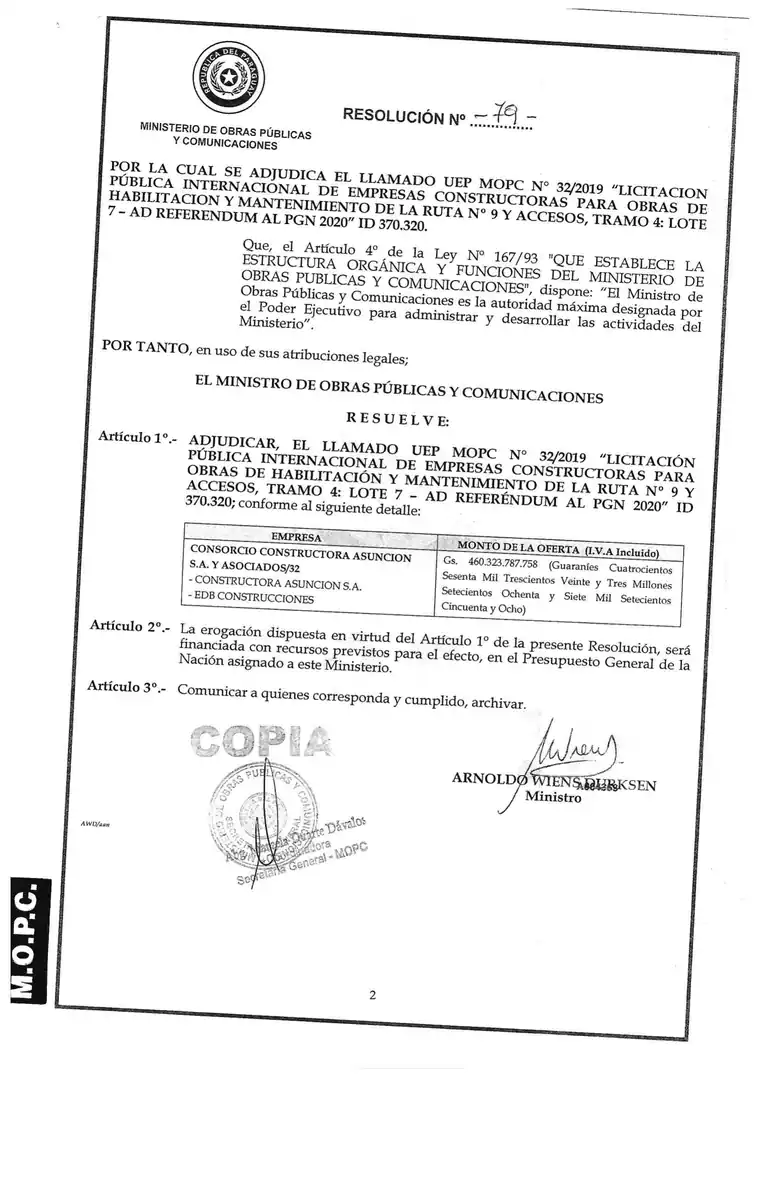 REPUBLICA DEL PARAGUAY
MINISTERIO DE OBRAS PÚBLICAS
Y COMUNICACIONES
RESOLUCIÓN Nº -79-
POR LA CUAL SE ADJUDICA EL LLAMADO UEP MOPC Nº 32/2019 "LICITACION
PÚBLICA INTERNACIONAL DE EMPRESAS CONSTRUCTORAS PARA OBRAS DE
HABILITACION Y MANTENIMIENTO DE LA RUTA Nº 9 Y ACCESOS, TRAMO 4: LOTE
7 – AD REFERENDUM AL PGN 2020" ID 370.320.
Que, el Artículo 4º de la Ley Nº 167/93 "QUE ESTABLECE LA
ESTRUCTURA ORGÁNICA Y FUNCIONES DEL MINISTERIO DE
OBRAS PUBLICAS Y COMUNICACIONES", dispone: "El Ministro de
Obras Públicas y Comunicaciones es la autoridad máxima designada por
el Poder Ejecutivo para administrar y desarrollar las actividades del
Ministerio".
POR TANTO, en uso de sus atribuciones legales;
EL MINISTRO DE OBRAS PÚBLICAS Y COMUNICACIONES
R E S U E L V E:
Artículo 1º.- ADJUDICAR, EL LLAMADO UEP MOPC Nº 32/2019 "LICITACIÓN
PÚBLICA INTERNACIONAL DE EMPRESAS CONSTRUCTORAS PARA
OBRAS DE HABILITACIÓN Y MANTENIMIENTO DE LA RUTA Nº 9 Y
ACCESOS, TRAMO 4: LOTE 7 – AD REFERÉNDUM AL PGN 2020" ID
370.320; conforme al siguiente detalle:
EMPRESA
CONSORCIO CONSTRUCTORA ASUNCION
S.A. Y ASOCIADOS/32
- CONSTRUCTORA ASUNCION S.A.
- EDB CONSTRUCCIONES
MONTO DE LA OFERTA (I.V.A Incluido)
Gs. 460.323.787.758 (Guaraníes Cuatrocientos
Sesenta Mil Trescientos Veinte y Tres Millones
Setecientos Ochenta y Siete Mil Setecientos
Cincuenta y Ocho)
Artículo 2º.- La erogación dispuesta en virtud del Artículo 1º de la presente Resolución, será
financiada con recursos previstos para el efecto, en el Presupuesto General de la
Nación asignado a este Ministerio.
Artículo 3º.- Comunicar a quienes corresponda y cumplido, archivar.
COPIA
ARNOLDO WIENS DURKSEN
Ministro
Duarte Dávalos
Secretaría General - MOPC
AWD/aan
M.O.P.C.
2